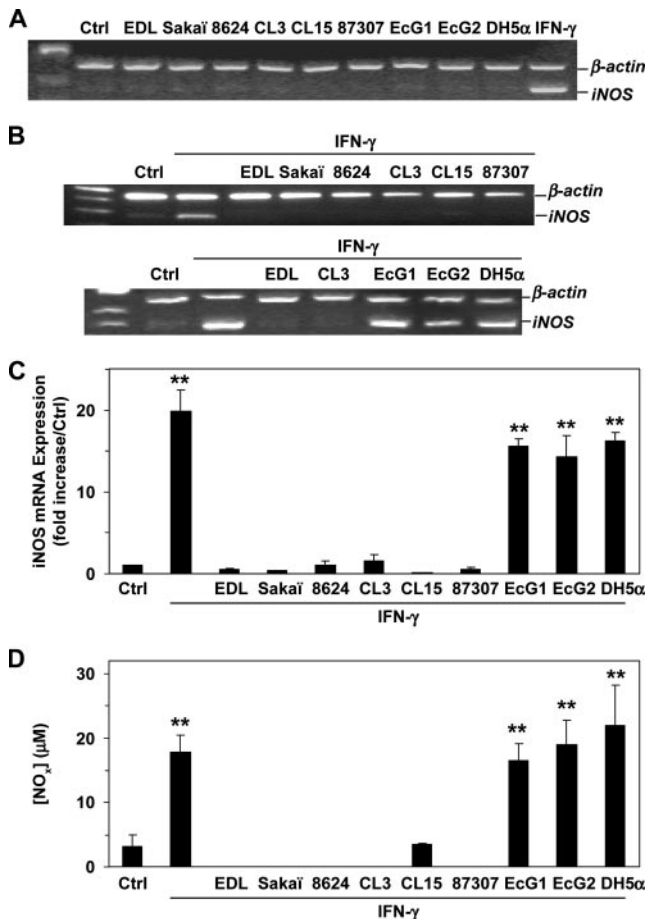 A
Ctrl EDL Sakaï 8624 CL3 CL15 87307 EcG1 EcG2 DH5α IFN-γ
β-actin
iNOS
B
IFN-γ
Ctrl EDL Sakaï 8624 CL3 CL15 87307
β-actin
iNOS
IFN-γ
Ctrl EDL CL3 EcG1 EcG2 DH5α
β-actin
iNOS
C
iNOS mRNA Expression
(fold increase/Ctrl)
20
10
0
** ** ** **
Ctrl EDL Sakaï 8624 CL3 CL15 87307 EcG1 EcG2 DH5α
IFN-γ
D
[NOx] (µM)
30
20
10
0
** ** ** **
Ctrl EDL Sakaï 8624 CL3 CL15 87307 EcG1 EcG2 DH5α
IFN-γ